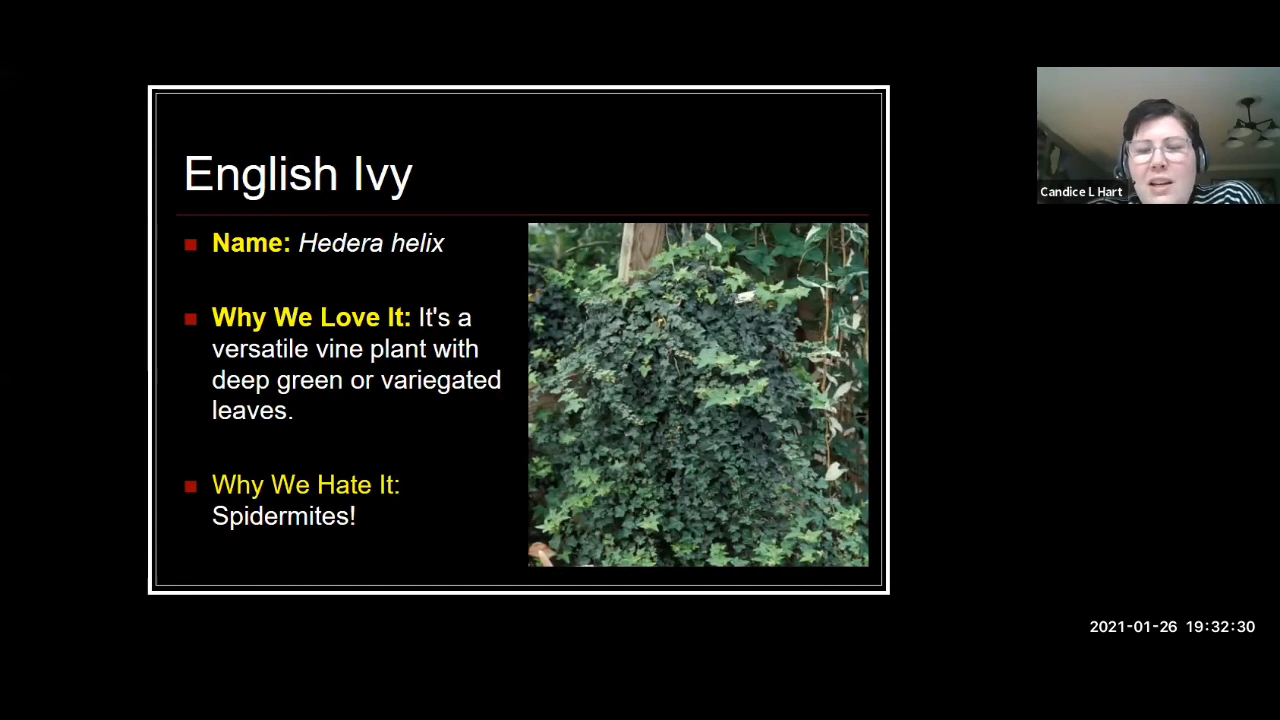 English Ivy
Name: Hedera helix
Why We Love It: It's a
versatile vine plant with
deep green or variegated
leaves.
Why We Hate It:
Spidermites!
Candice L Hart
2021-01-26 19:32:30